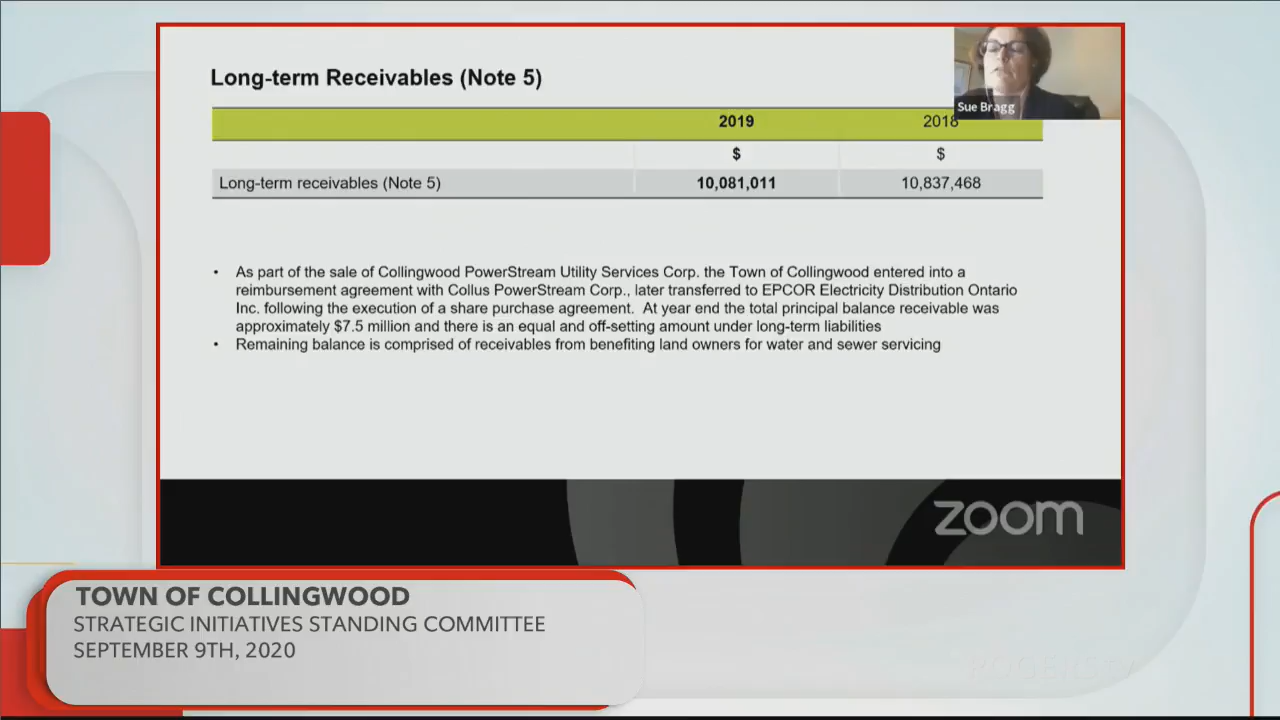 Long-term Receivables (Note 5)
Sue Bragg
2019 2018
$ $
Long-term receivables (Note 5) 10,081,011 10,837,468
• As part of the sale of Collingwood PowerStream Utility Services Corp. the Town of Collingwood entered into a
reimbursement agreement with Collus PowerStream Corp., later transferred to EPCOR Electricity Distribution Ontario
Inc. following the execution of a share purchase agreement. At year end the total principal balance receivable was
approximately $7.5 million and there is an equal and off-setting amount under long-term liabilities
• Remaining balance is comprised of receivables from benefiting land owners for water and sewer servicing
zoom
TOWN OF COLLINGWOOD
STRATEGIC INITIATIVES STANDING COMMITTEE
SEPTEMBER 9TH, 2020
ROGERSTV